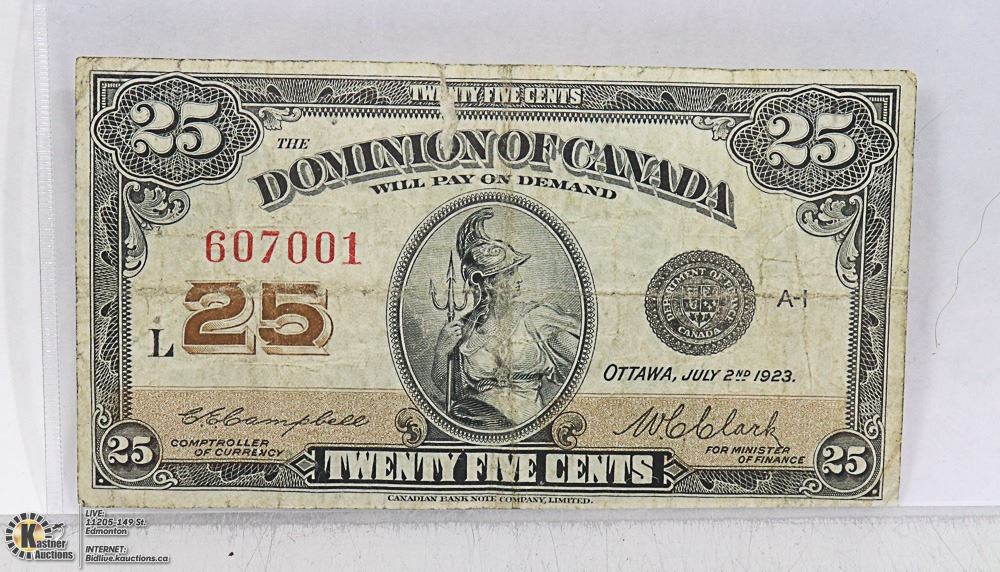 TWENTY FIVE CENTS
25
25
THE
DOMINION OF CANADA
WILL PAY ON DEMAND
607001
25
L
A-1
CANADA
OTTAWA, JULY 2ND 1923.
C.E. Campbell
W.C. Clark
COMPTROLLER
OF CURRENCY
FOR MINISTER
OF FINANCE
25
TWENTY FIVE CENTS
25
CANADIAN BANK NOTE COMPANY, LIMITED.
Kastner
Auctions
LIVE:
11205-149 St.
Edmonton
INTERNET:
Bidlive.kauctions.ca